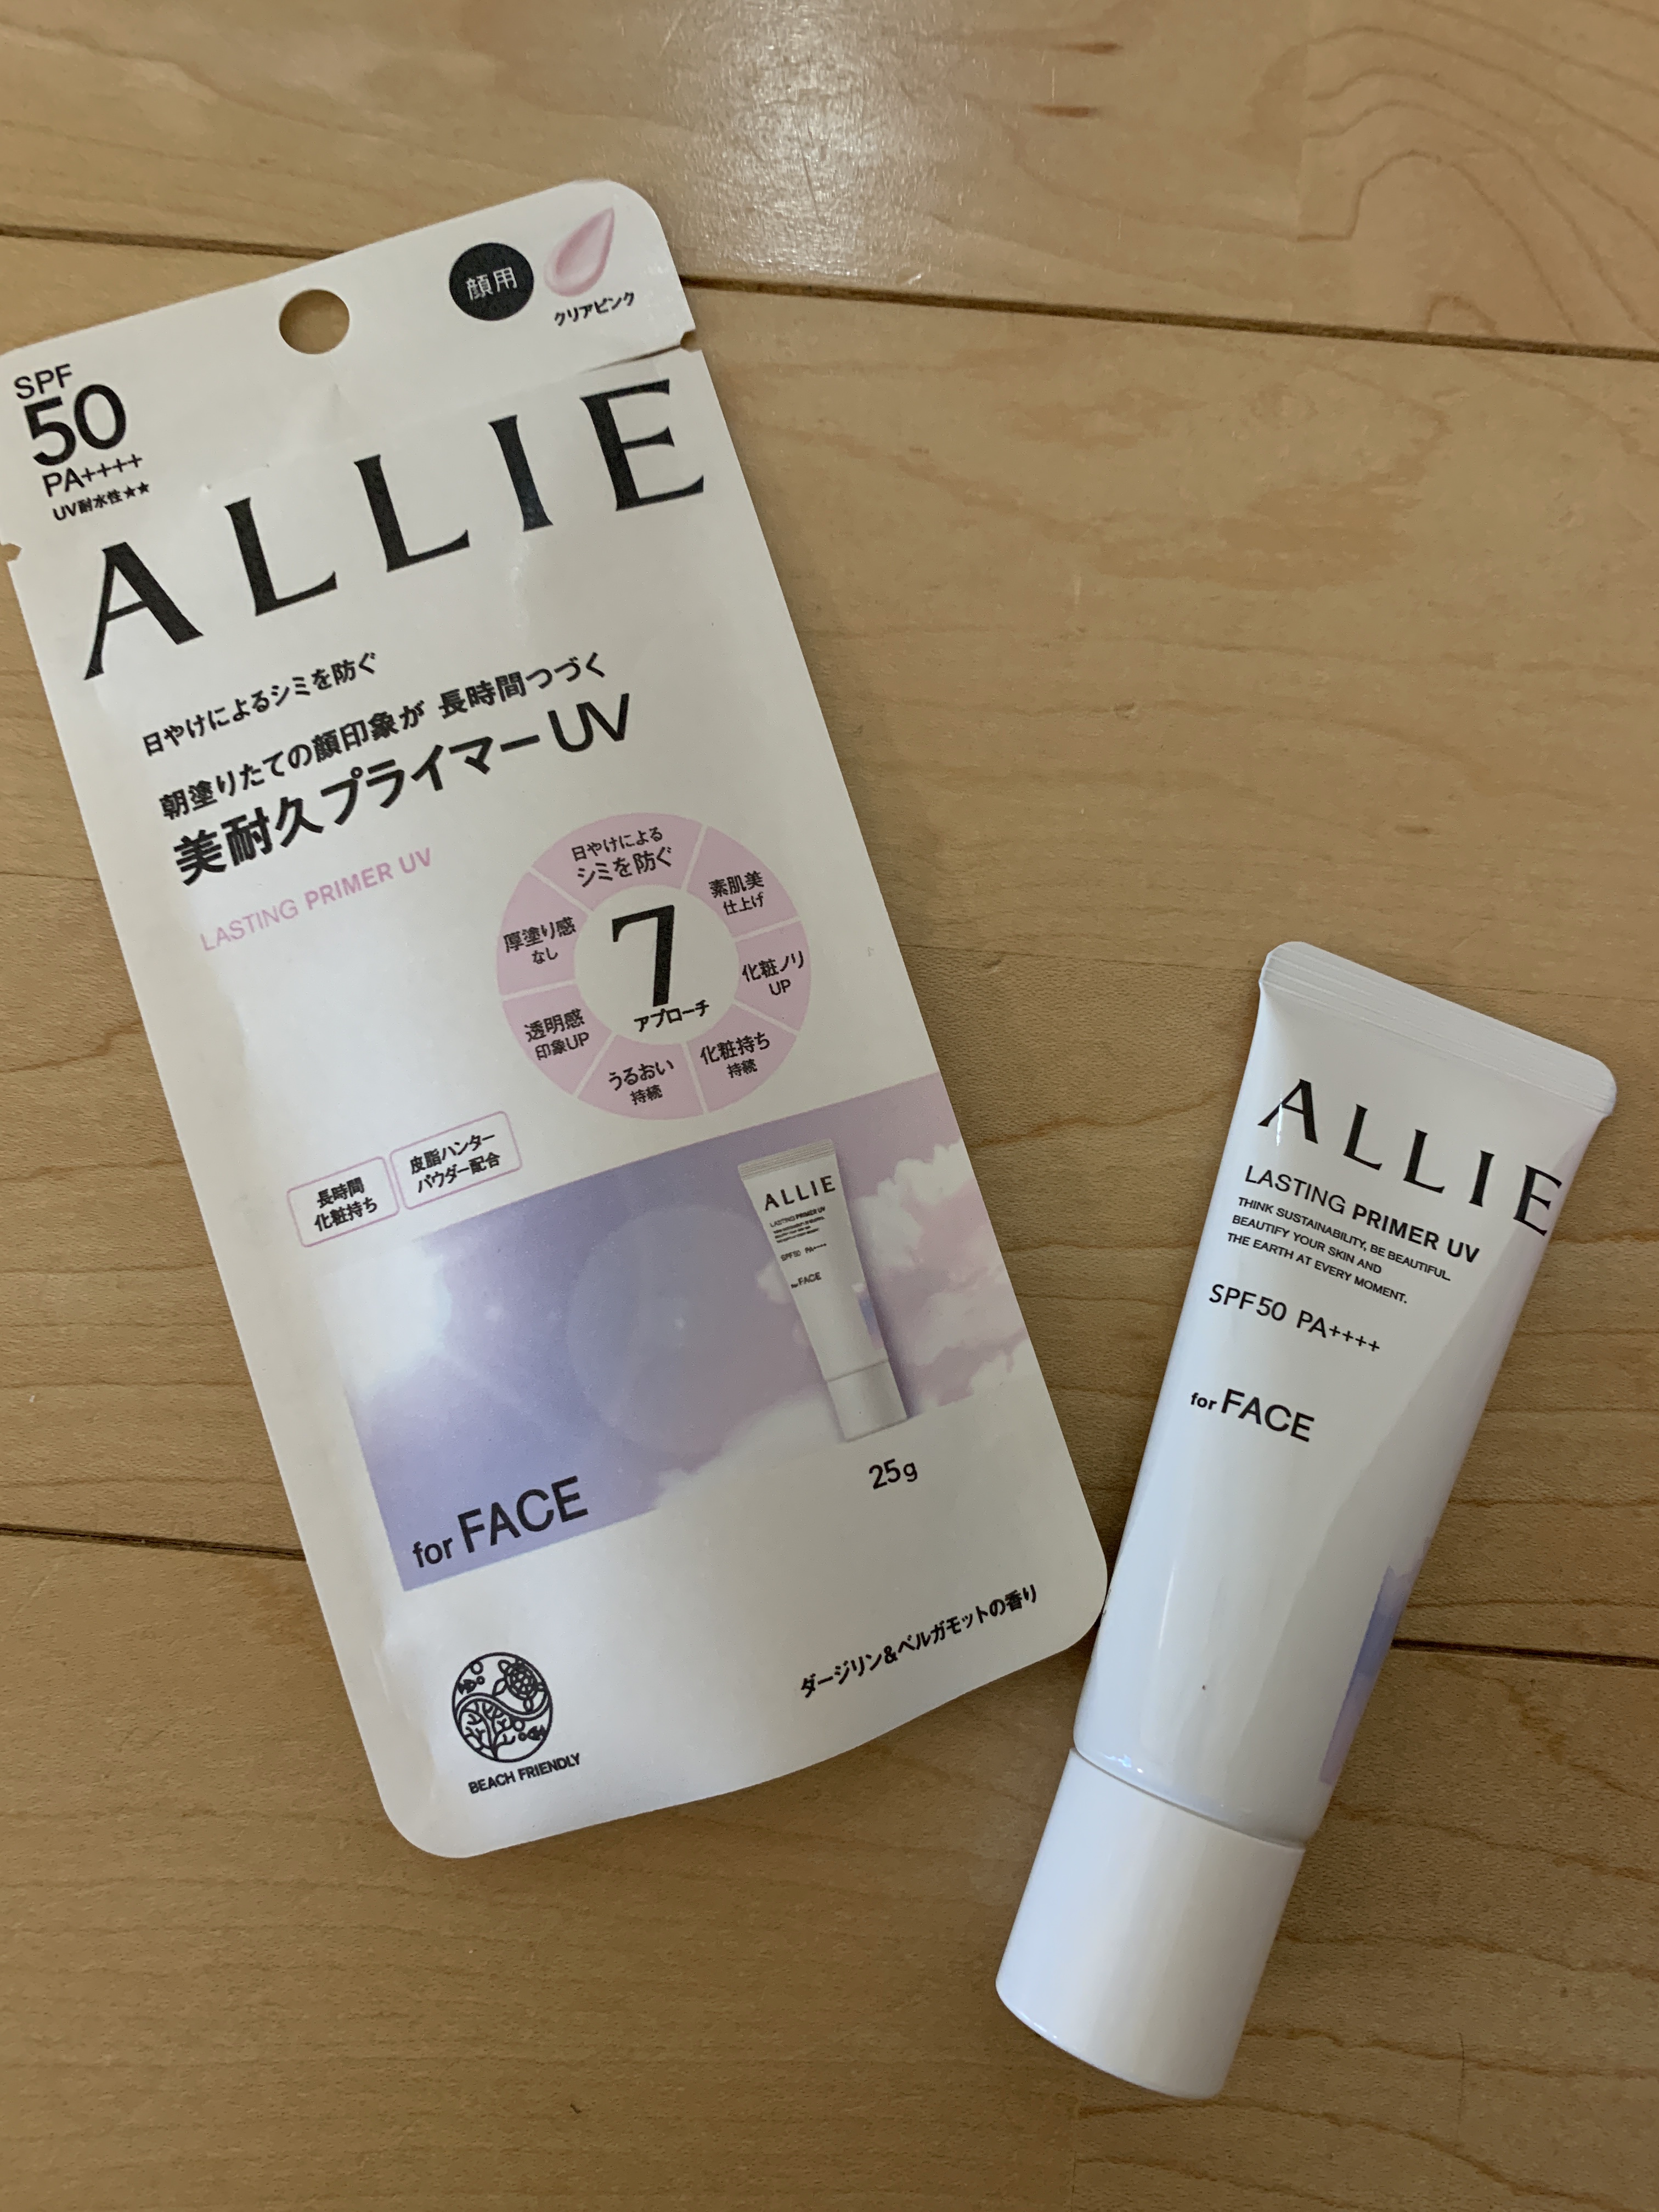 顔用
クリアピンク
SPF
50
PA++++
UV耐水性★★
ALLIE
日やけによるシミを防ぐ
朝塗りたての顔印象が 長時間つづく
美耐久プライマーUV
LASTING PRIMER UV
日やけによる
シミを防ぐ
素肌美
仕上げ
化粧ノリ
UP
化粧持ち
持続
うるおい
持続
透明感
印象UP
厚塗り感
なし
7
アプローチ
長時間
化粧持ち
皮脂ハンター
パウダー配合
ALLIE
LASTING PRIMER UV
SPF50 PA++++
for FACE
for FACE
25g
ダージリン&ベルガモットの香り
BEACH FRIENDLY
ALLIE
LASTING PRIMER UV
THINK SUSTAINABILITY, BE BEAUTIFUL.
BEAUTIFY YOUR SKIN AND
THE EARTH AT EVERY MOMENT.
SPF50 PA++++
for FACE